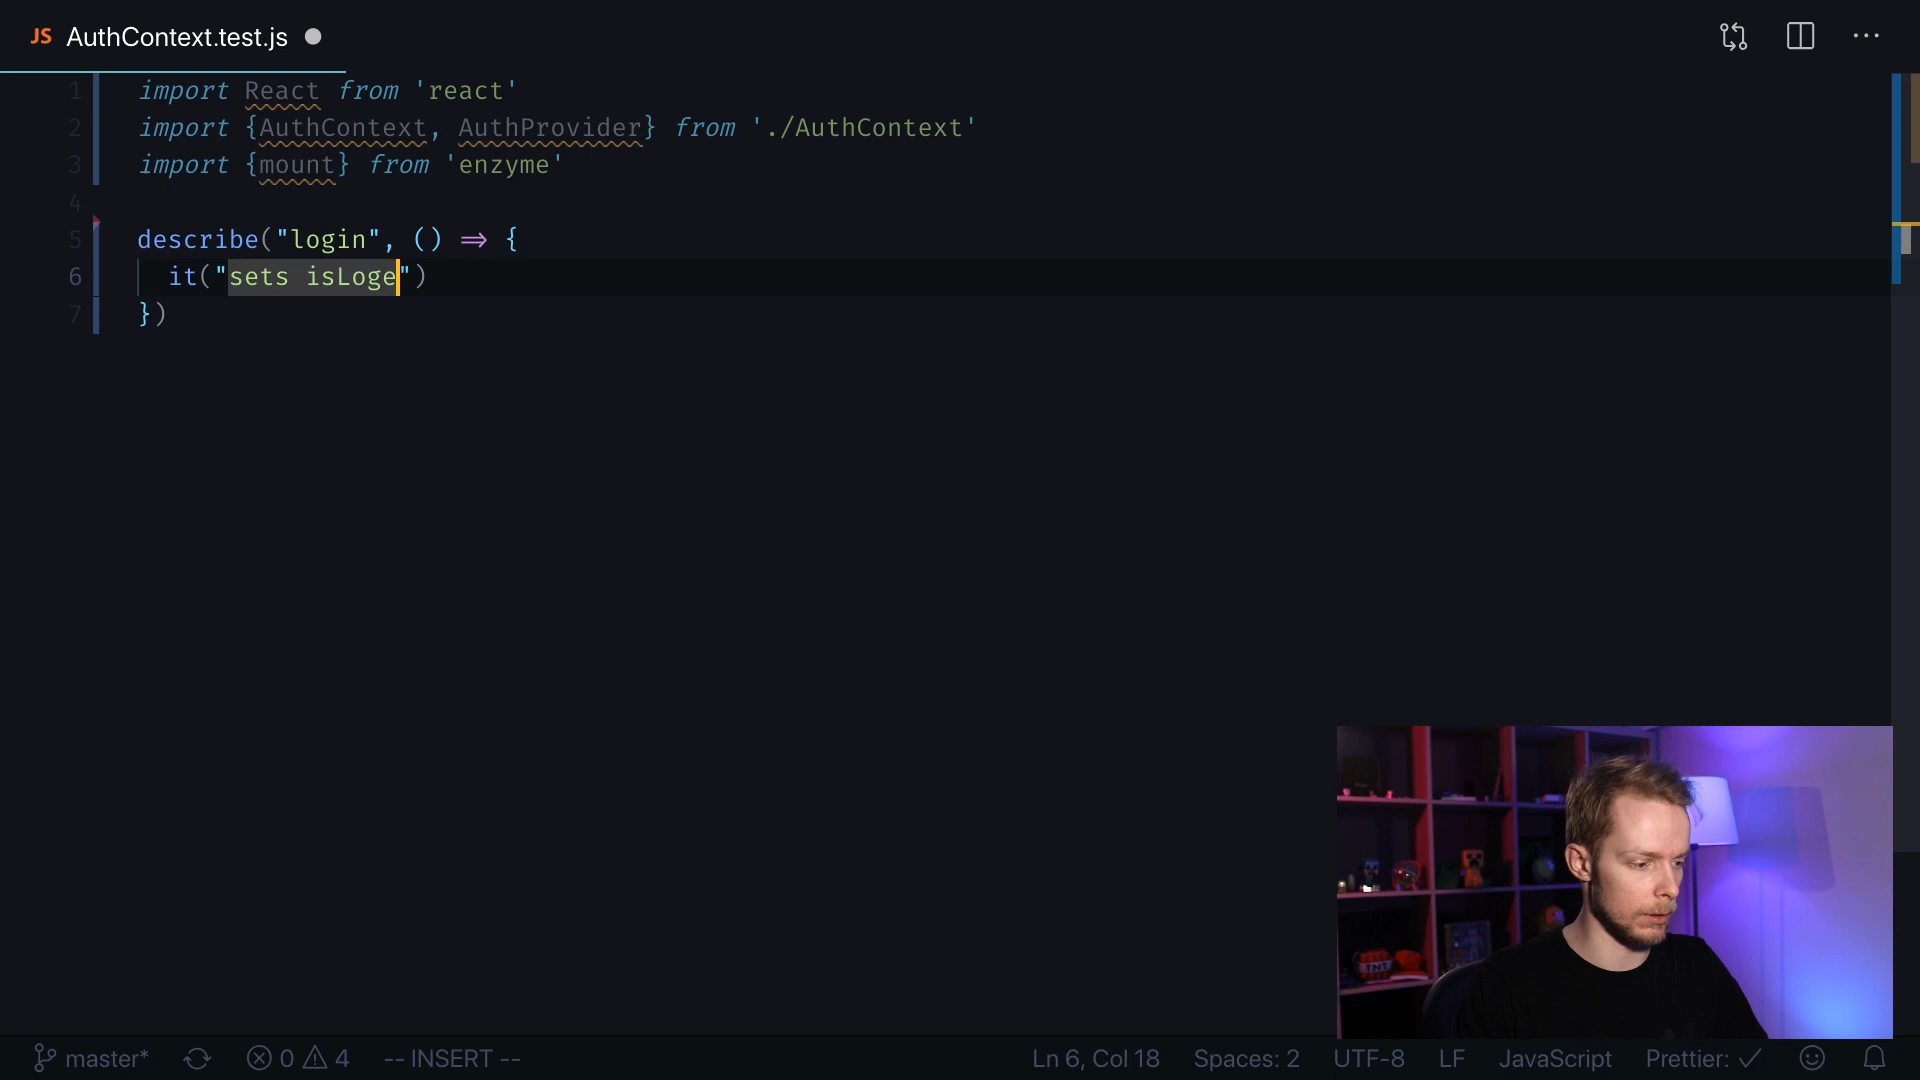 JS AuthContext.test.js
1 import React from 'react'
2 import {AuthContext, AuthProvider} from './AuthContext'
3 import {mount} from 'enzyme'
4
5 describe("login", () => {
6 it("sets isLoge")
7 })
TNT
master* 0 4 -- INSERT -- Ln 6, Col 18 Spaces: 2 UTF-8 LF JavaScript Prettier: ✓